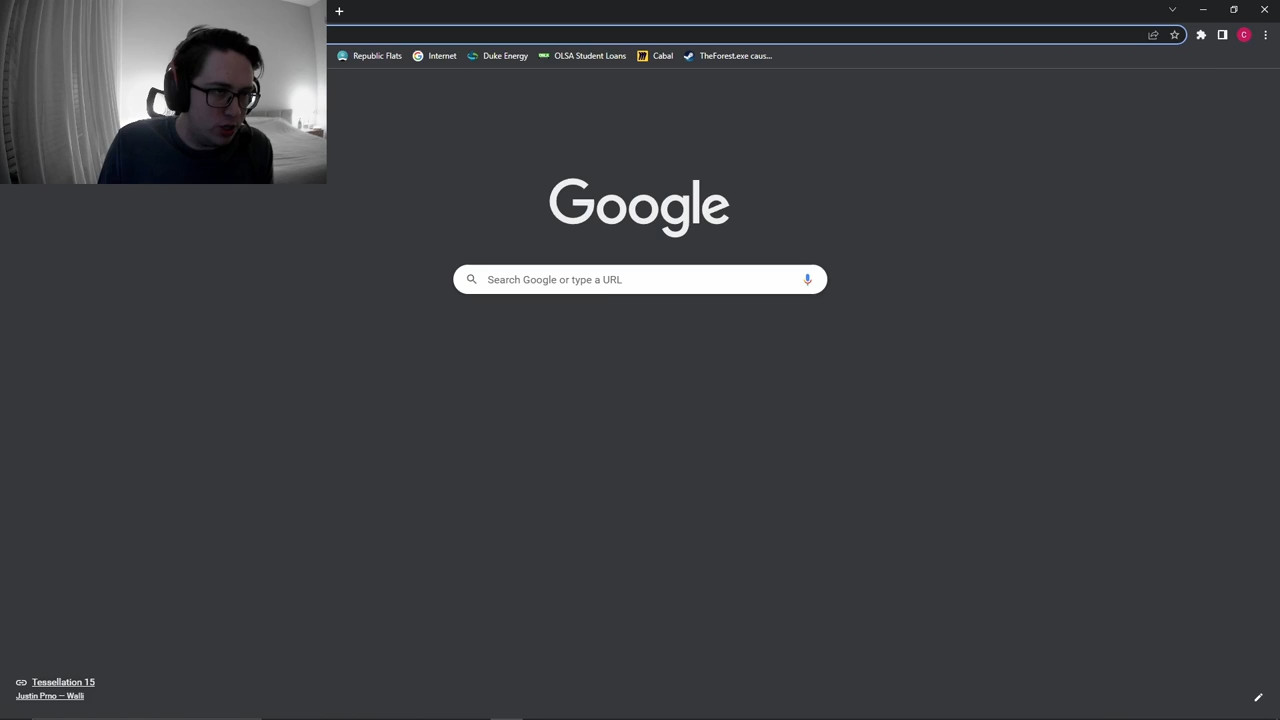 Republic Flats
Internet
Duke Energy
OLSA Student Loans
Cabal
TheForest.exe caus...
C
Google
Search Google or type a URL
Tessellation 15
Justin Prno — Walli